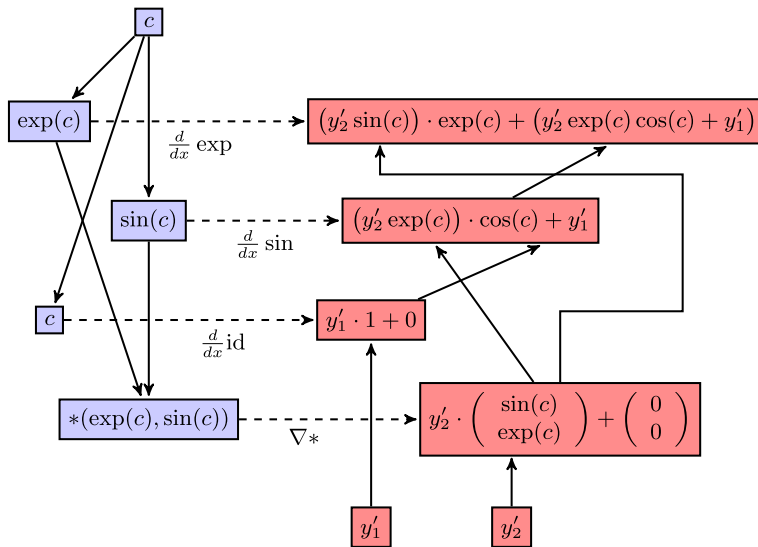 c
exp(c)
(y′₂ sin(c)) · exp(c) + (y′₂ exp(c) cos(c) + y′₁)
d/dx exp
sin(c)
(y′₂ exp(c)) · cos(c) + y′₁
d/dx sin
c
y′₁ · 1 + 0
d/dx id
∗(exp(c), sin(c))
y′₂ · ( sin(c) exp(c) ) + ( 0 0 )
∇∗
y′₁
y′₂